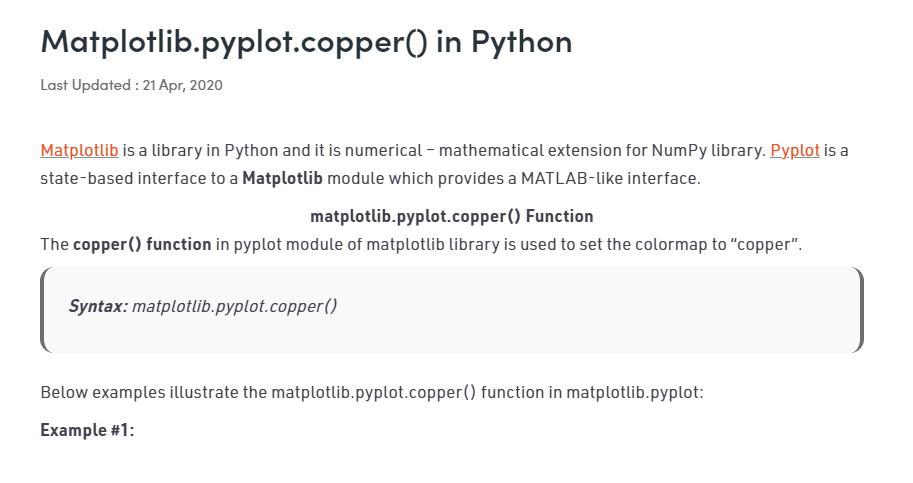 Matplotlib.pyplot.copper() in Python
Last Updated : 21 Apr, 2020
Matplotlib is a library in Python and it is numerical – mathematical extension for NumPy library. Pyplot is a
state-based interface to a Matplotlib module which provides a MATLAB-like interface.
matplotlib.pyplot.copper() Function
The copper() function in pyplot module of matplotlib library is used to set the colormap to “copper”.
Syntax: matplotlib.pyplot.copper()
Below examples illustrate the matplotlib.pyplot.copper() function in matplotlib.pyplot:
Example #1: